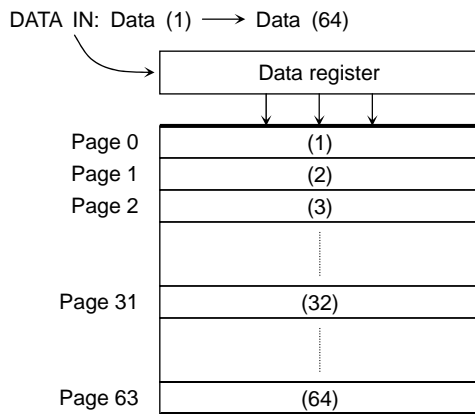 DATA IN: Data (1) ⟶ Data (64)
Data register
Page 0 (1)
Page 1 (2)
Page 2 (3)
Page 31 (32)
Page 63 (64)